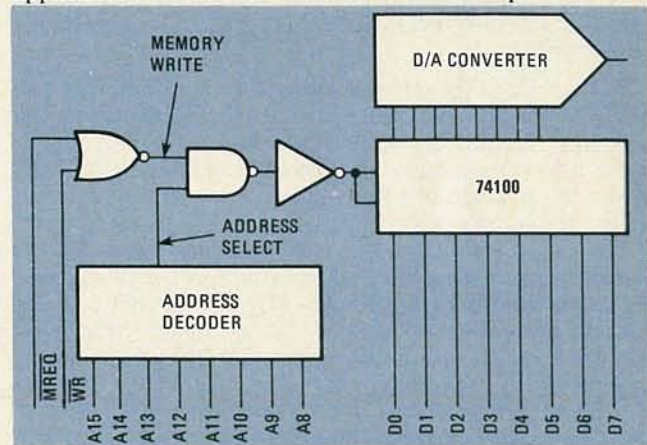 MEMORY
WRITE
D/A CONVERTER
74100
ADDRESS
SELECT
ADDRESS
DECODER
MREQ
WR
A15
A14
A13
A12
A11
A10
A9
A8
D0
D1
D2
D3
D4
D5
D6
D7